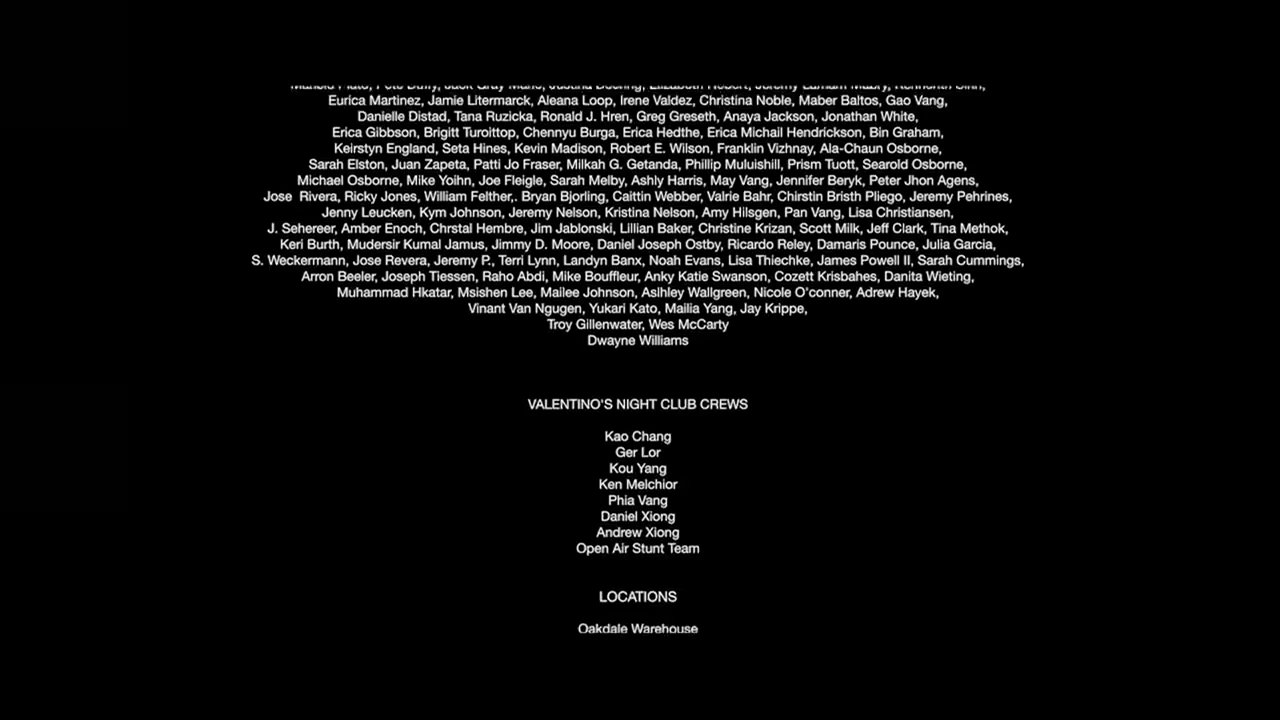 Eurica Martinez, Jamie Litermarck, Aleana Loop, Irene Valdez, Christina Noble, Maber Baltos, Gao Vang,
Danielle Distad, Tana Ruzicka, Ronald J. Hren, Greg Greseth, Anaya Jackson, Jonathan White,
Erica Gibbson, Brigitt Turoittop, Chennyu Burga, Erica Hedthe, Erica Michail Hendrickson, Bin Graham,
Keirstyn England, Seta Hines, Kevin Madison, Robert E. Wilson, Franklin Vizhnay, Ala-Chaun Osborne,
Sarah Elston, Juan Zapeta, Patti Jo Fraser, Milkah G. Getanda, Phillip Muluishill, Prism Tuott, Searold Osborne,
Michael Osborne, Mike Yoihn, Joe Fleigle, Sarah Melby, Ashly Harris, May Vang, Jennifer Beryk, Peter Jhon Agens,
Jose Rivera, Ricky Jones, William Felther,. Bryan Bjorling, Caittin Webber, Valrie Bahr, Chirstin Bristh Pliego, Jeremy Pehrines,
Jenny Leucken, Kym Johnson, Jeremy Nelson, Kristina Nelson, Amy Hilsgen, Pan Vang, Lisa Christiansen,
J. Sehereer, Amber Enoch, Chrstal Hembre, Jim Jablonski, Lillian Baker, Christine Krizan, Scott Milk, Jeff Clark, Tina Methok,
Keri Burth, Mudersir Kumal Jamus, Jimmy D. Moore, Daniel Joseph Ostby, Ricardo Reley, Damaris Pounce, Julia Garcia,
S. Weckermann, Jose Revera, Jeremy P., Terri Lynn, Landyn Banx, Noah Evans, Lisa Thiechke, James Powell II, Sarah Cummings,
Arron Beeler, Joseph Tiessen, Raho Abdi, Mike Bouffleur, Anky Katie Swanson, Cozett Krisbahes, Danita Wieting,
Muhammad Hkatar, Msishen Lee, Mailee Johnson, Aslhley Wallgreen, Nicole O'conner, Adrew Hayek,
Vinant Van Ngugen, Yukari Kato, Mailia Yang, Jay Krippe,
Troy Gillenwater, Wes McCarty
Dwayne Williams
VALENTINO'S NIGHT CLUB CREWS
Kao Chang
Ger Lor
Kou Yang
Ken Melchior
Phia Vang
Daniel Xiong
Andrew Xiong
Open Air Stunt Team
LOCATIONS
Oakdale Warehouse